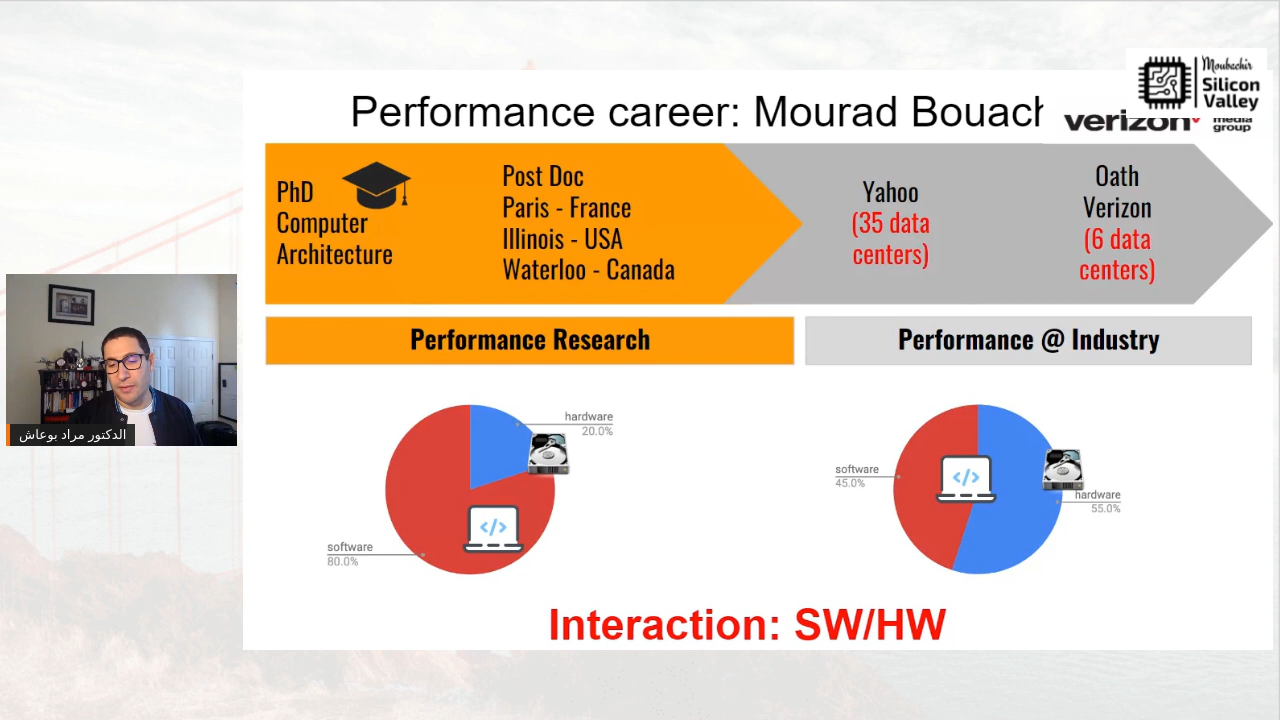 Moubachir
Silicon
Valley
Performance career: Mourad Bouach
verizon media
group
PhD
Computer
Architecture
Post Doc
Paris - France
Illinois - USA
Waterloo - Canada
Yahoo
(35 data
centers)
Oath
Verizon
(6 data
centers)
Performance Research
Performance @ Industry
hardware
20.0%
software
80.0%
software
45.0%
hardware
55.0%
الدكتور مراد بوعاش
Interaction: SW/HW